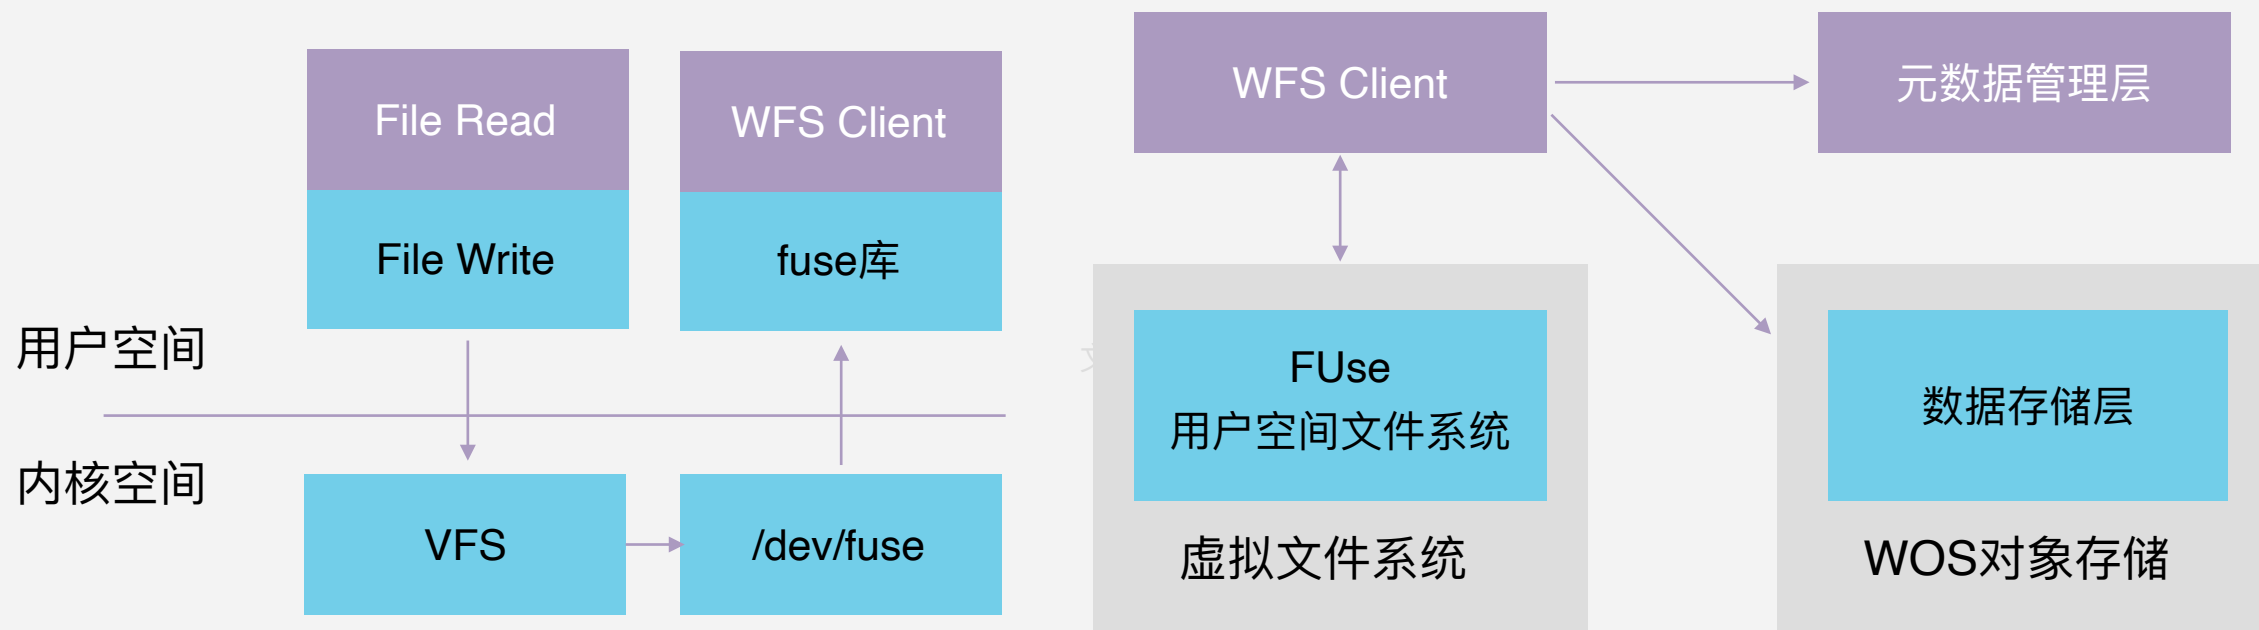 File Read
File Write
WFS Client
fuse库
用户空间
内核空间
VFS
/dev/fuse
WFS Client
元数据管理层
FUse
用户空间文件系统
虚拟文件系统
数据存储层
WOS对象存储